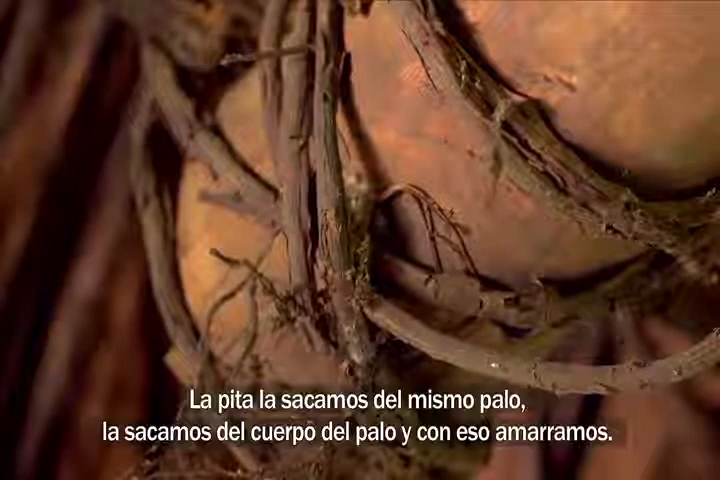 La pita la sacamos del mismo palo,
la sacamos del cuerpo del palo y con eso amarramos.